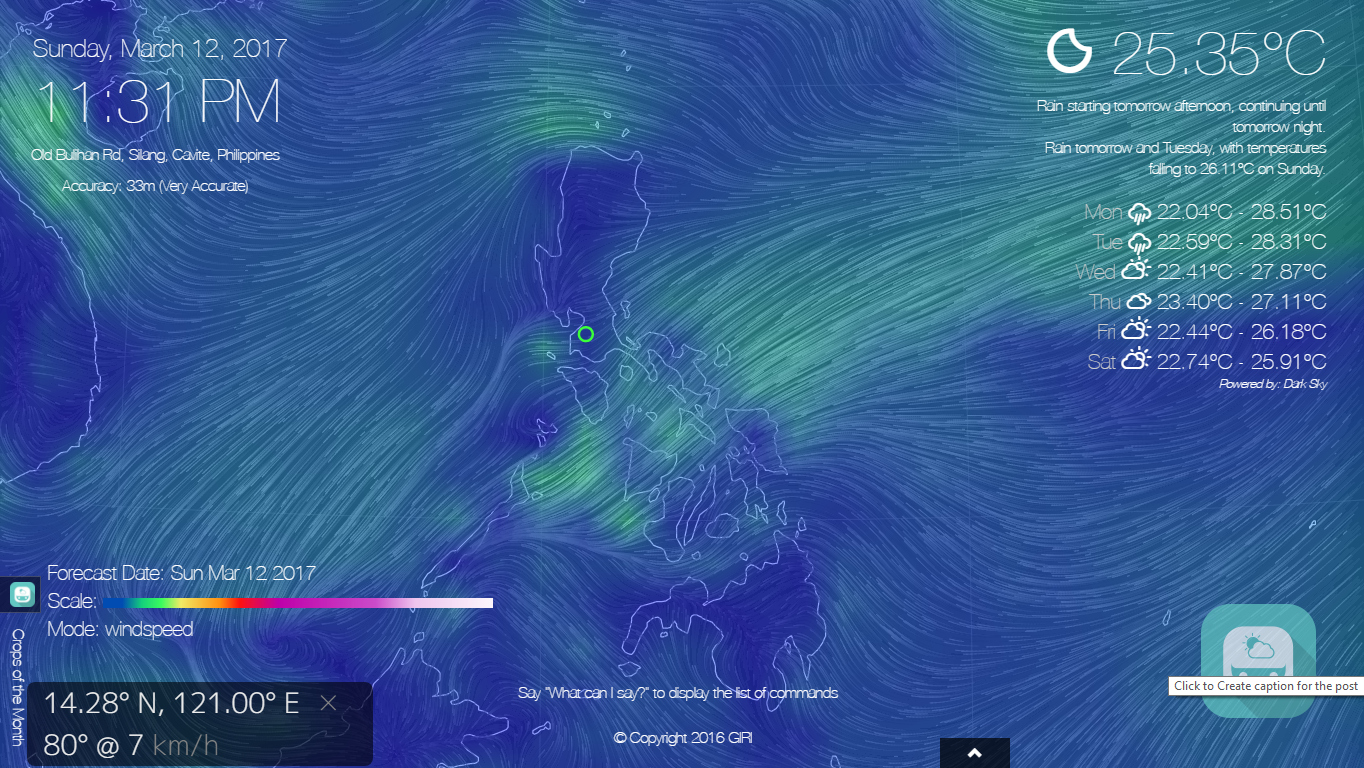 Sunday, March 12, 2017
11:31 PM
Old Bulihan Rd, Silang, Cavite, Philippines
Accuracy: 33m (Very Accurate)
25.35°C
Rain starting tomorrow afternoon, continuing until
tomorrow night.
Rain tomorrow and Tuesday, with temperatures
falling to 26.11°C on Sunday.
Mon 22.04°C - 28.51°C
Tue 22.59°C - 28.31°C
Wed 22.41°C - 27.87°C
Thu 23.40°C - 27.11°C
Fri 22.44°C - 26.18°C
Sat 22.74°C - 25.91°C
Powered by: Dark Sky
Forecast Date: Sun Mar 12 2017
Scale:
Mode: windspeed
Crops of the Month
14.28° N, 121.00° E ×
80° @ 7 km/h
Say "What can I say?" to display the list of commands
© Copyright 2016 GIRI
Click to Create caption for the post